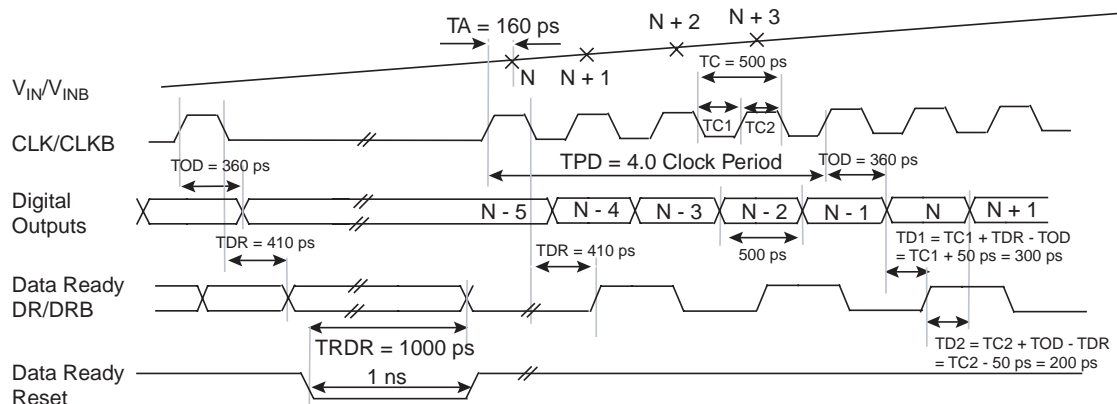 N + 3
N + 2
TA = 160 ps
N
N + 1
TC = 500 ps
VIN/VINB
TC1
TC2
CLK/CLKB
TPD = 4.0 Clock Period
TOD = 360 ps
TOD = 360 ps
Digital
Outputs
N - 5
N - 4
N - 3
N - 2
N - 1
N
N + 1
TDR = 410 ps
TDR = 410 ps
500 ps
TD1 = TC1 + TDR - TOD
= TC1 + 50 ps = 300 ps
Data Ready
DR/DRB
TRDR = 1000 ps
TD2 = TC2 + TOD - TDR
= TC2 - 50 ps = 200 ps
Data Ready
Reset
1 ns